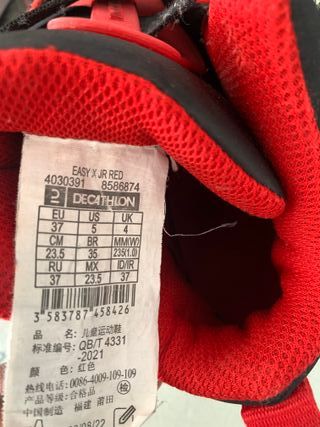 EASY X JR RED
4030391 8586874
DECATHLON
EU US UK
37 5 4
CM BR MM(W)
23.5 35 235(1.0)
RU MX ID/IR
37 23.5 37
3 583787 458426
品 名: 儿童运动鞋
标准编号: QB/T 4331
-2021
颜 色: 红色
热线电话:0086-4009-109-109
产品等级:合格品 检
中国制造 福建 莆田
08/22